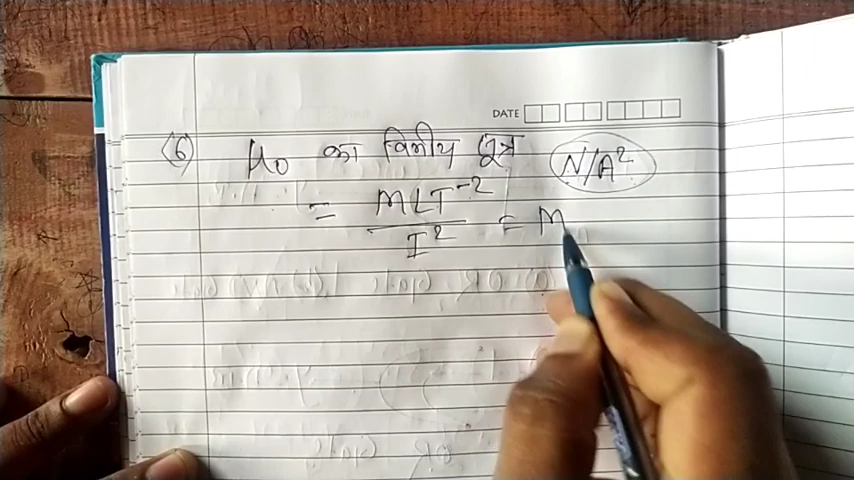 DATE
(6) μ₀ का विमीय सूत्र N/A²
= MLT⁻² / I² = M